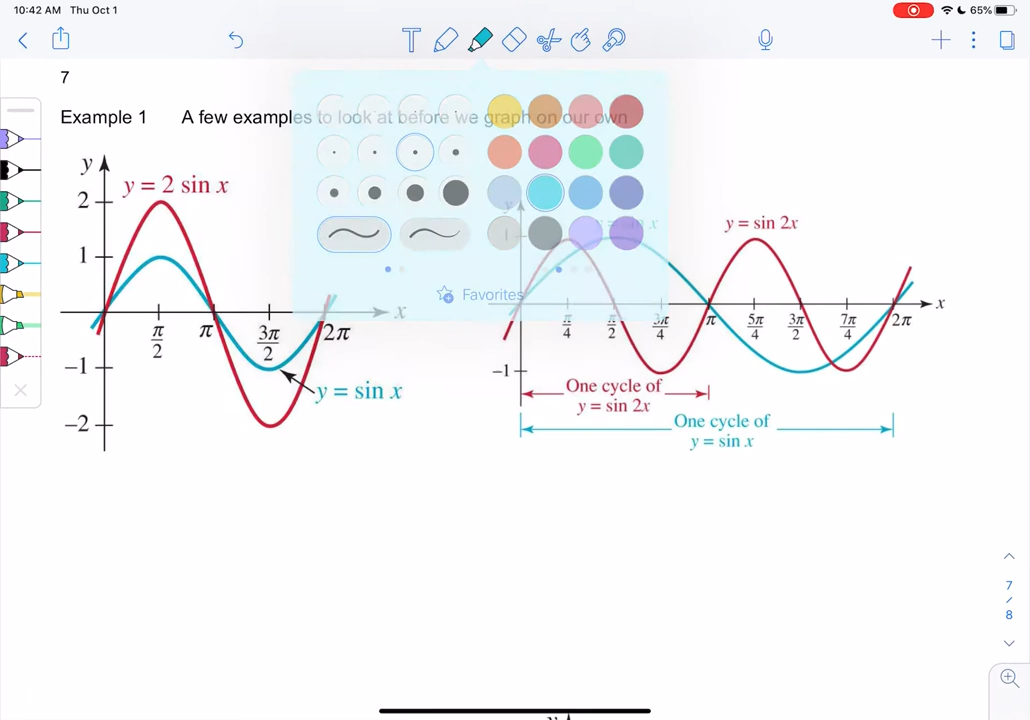 10:42 AM Thu Oct 1
65%
T
7
Example 1 A few examples to look at before we graph on our own
y
y = 2 sin x
2
1
-1
-2
π/2
π
3π/2
2π
x
y = sin x
y
1
y = sin x
y = sin 2x
π/4
π/2
3π/4
π
5π/4
3π/2
7π/4
2π
x
-1
One cycle of
y = sin 2x
One cycle of
y = sin x
Favorites
7
/
8
y